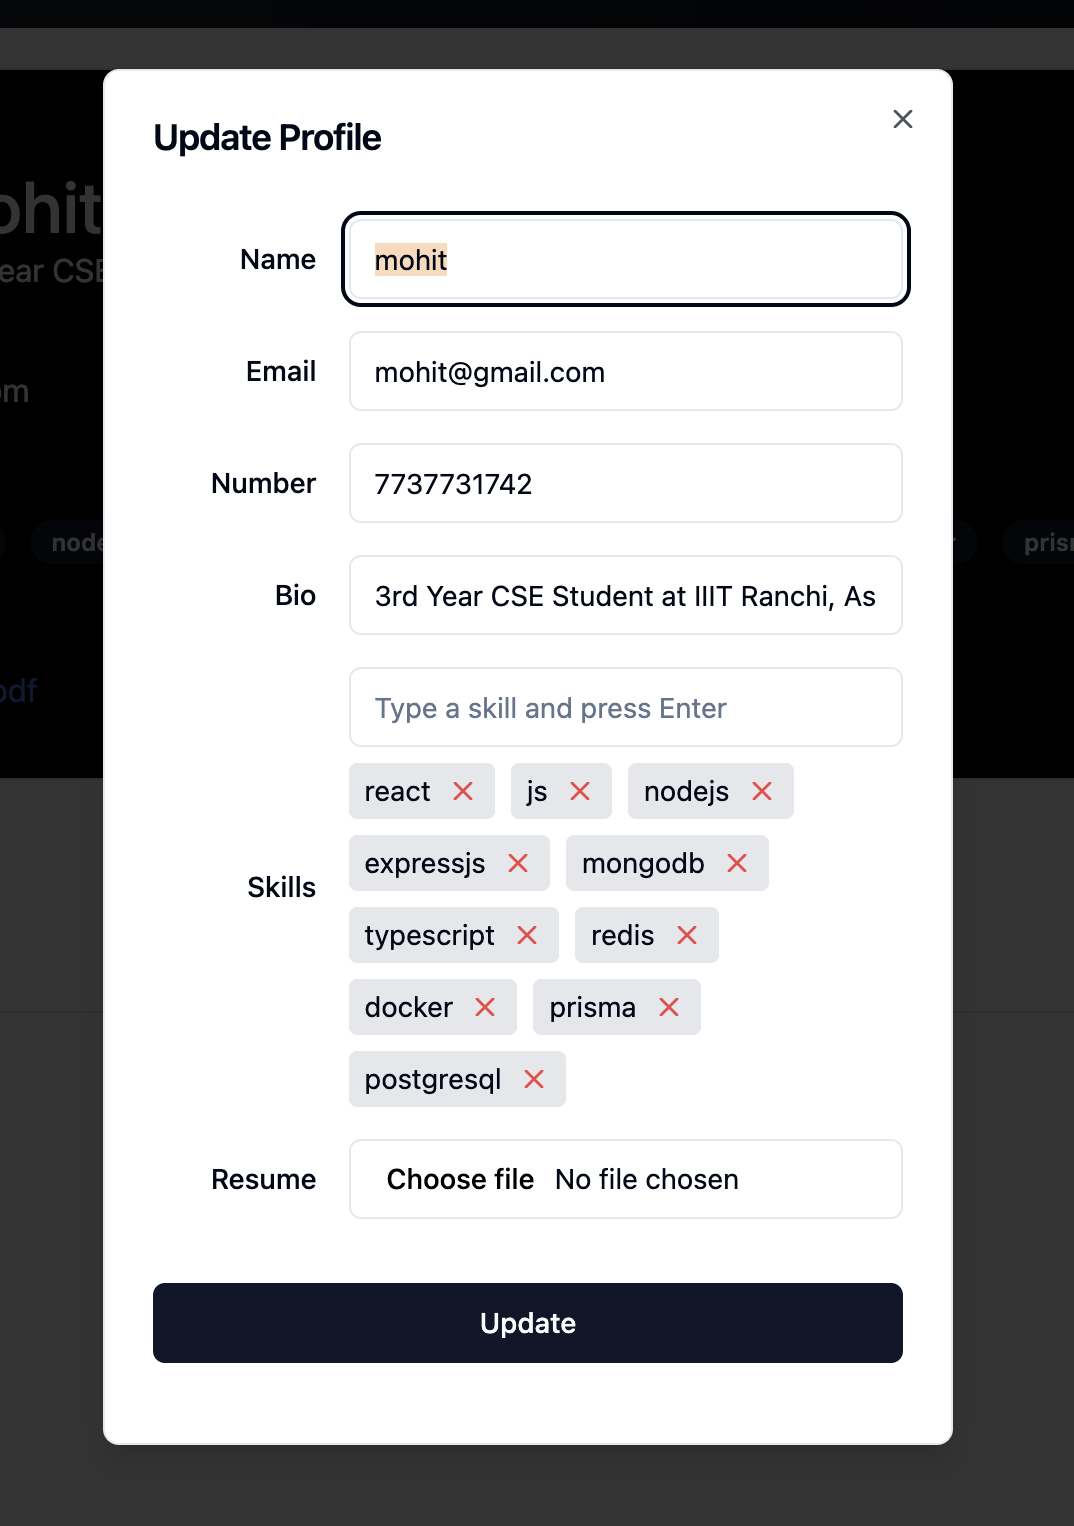 Update Profile
ohit
Name
mohit
ear CSE
Email
mohit@gmail.com
om
Number
7737731742
node
pris
Bio
3rd Year CSE Student at IIIT Ranchi, As
pdf
Type a skill and press Enter
Skills
react
js
nodejs
expressjs
mongodb
typescript
redis
docker
prisma
postgresql
Resume
Choose file No file chosen
Update